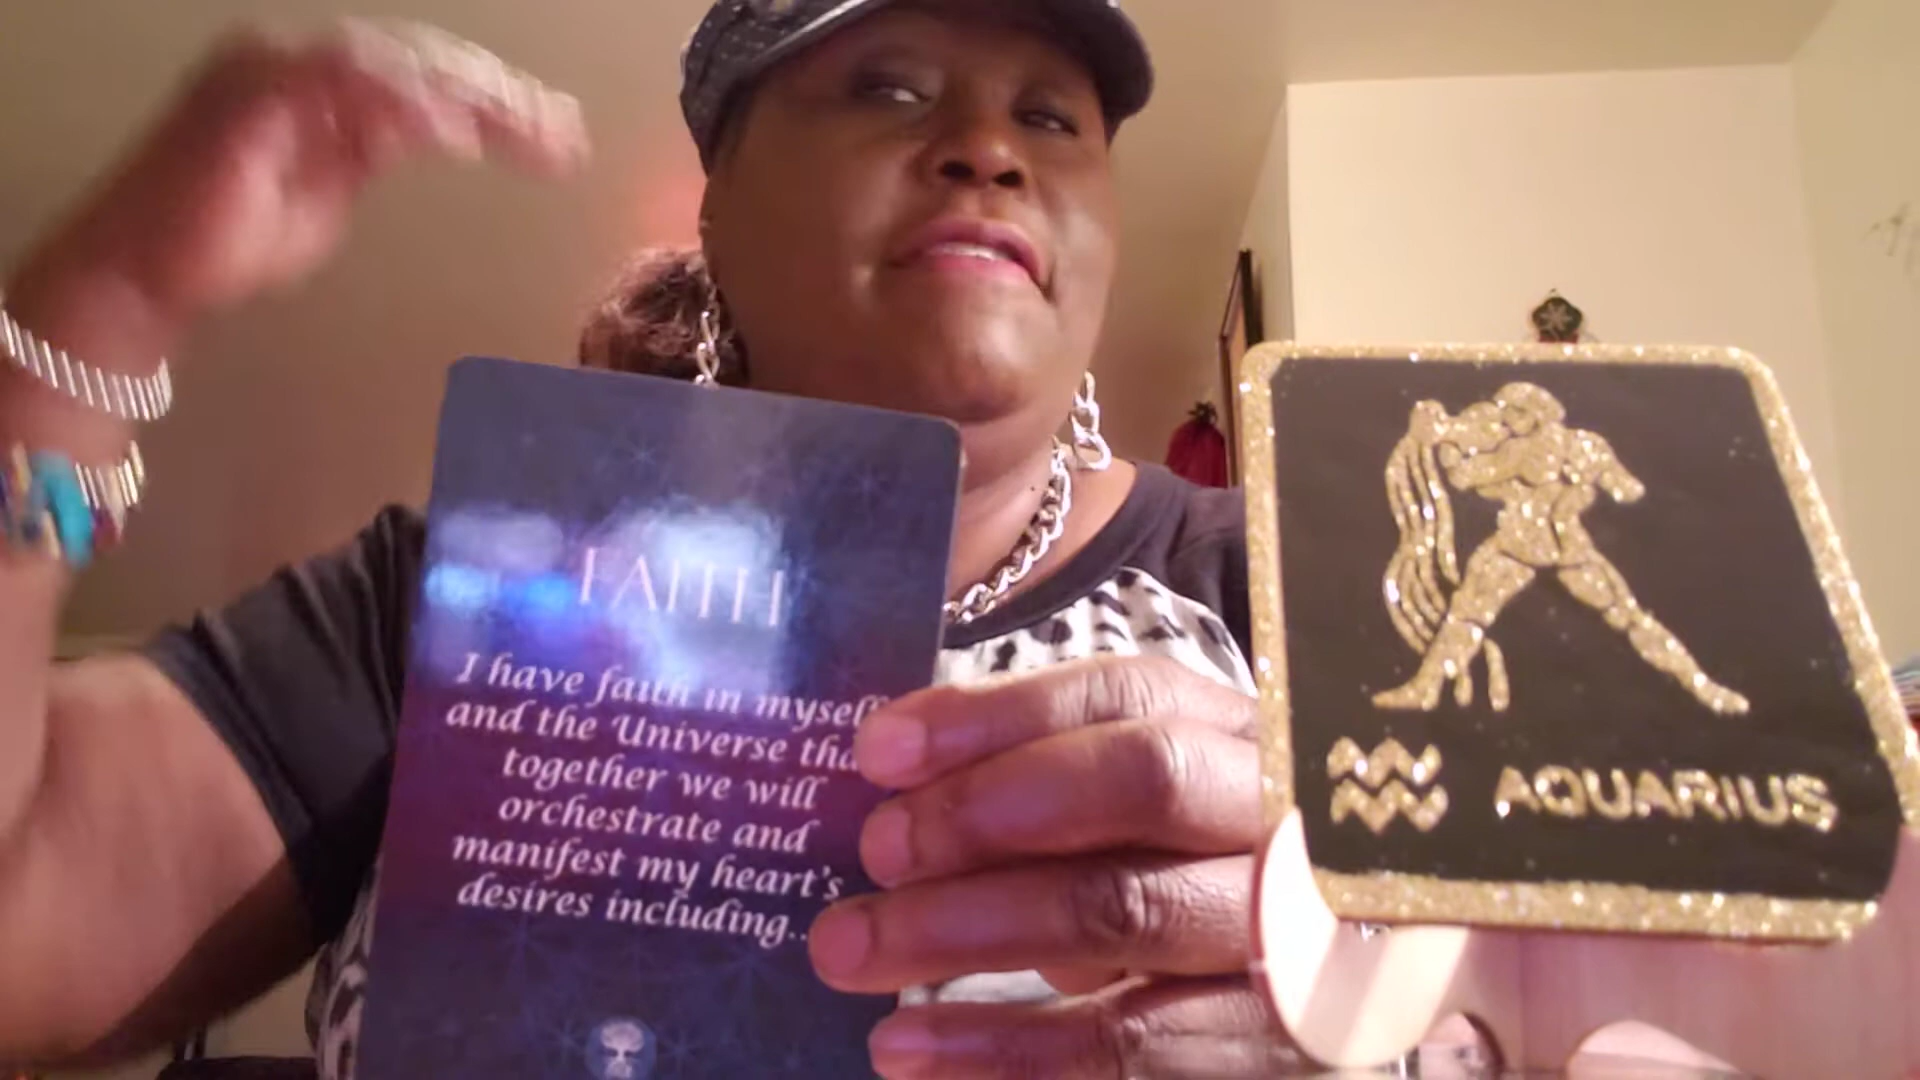 FAITH
I have faith in myself
and the Universe tha
together we will
orchestrate and
manifest my heart's
desires including...
AQUARIUS